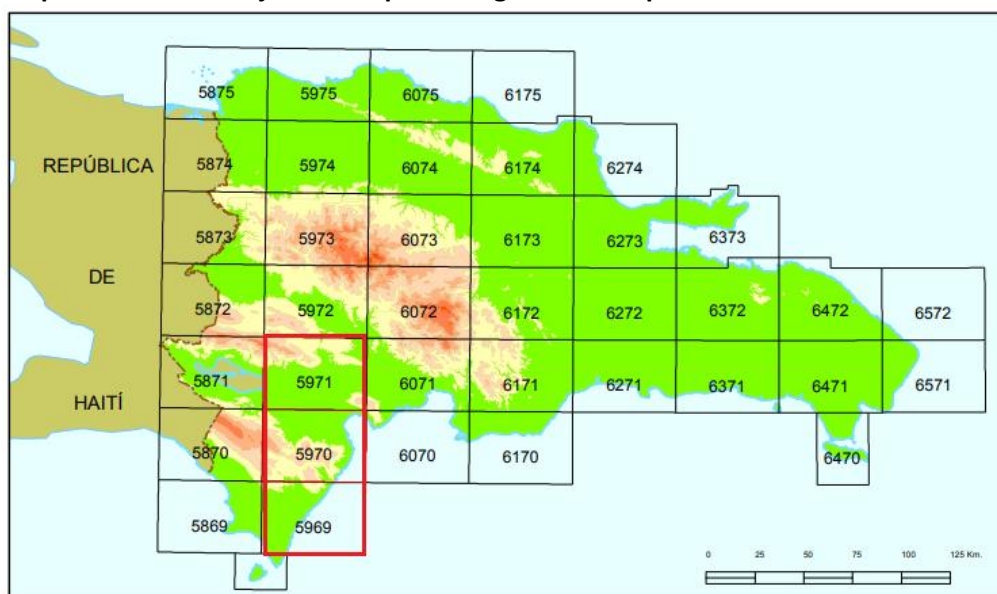 5875 5975 6075 6175
REPÚBLICA 5874 5974 6074 6174 6274
5873 5973 6073 6173 6273 6373
DE
5872 5972 6072 6172 6272 6372 6472 6572
HAITÍ 5871 5971 6071 6171 6271 6371 6471 6571
5870 5970 6070 6170 6470
5869 5969
0 25 50 75 100 125 Km.